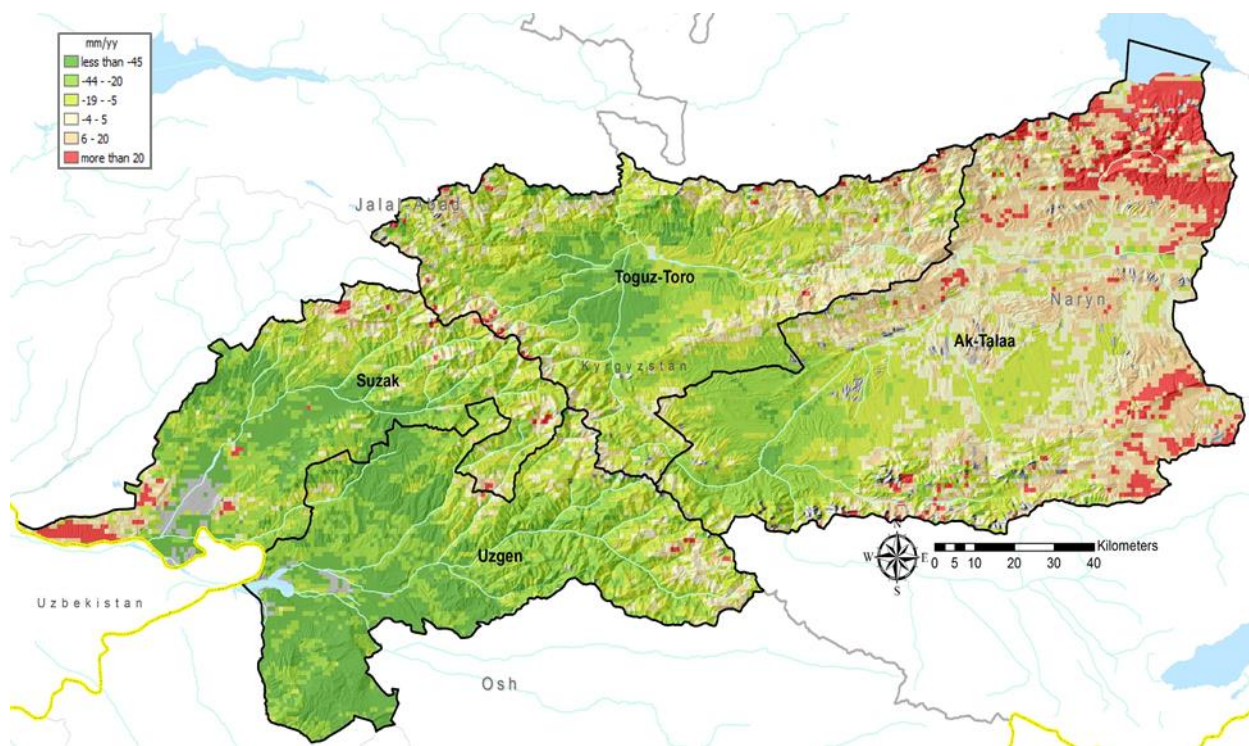 mm/yy
less than -45
-44 - -20
-19 - -5
-4 - 5
6 - 20
more than 20
Jalal-Abad
Toguz-Toro
Naryn
Ak-Talaa
Kyrgyzstan
Suzak
N
Kilometers
W E
0 5 10 20 30 40
S
Uzgen
Uzbekistan
Osh